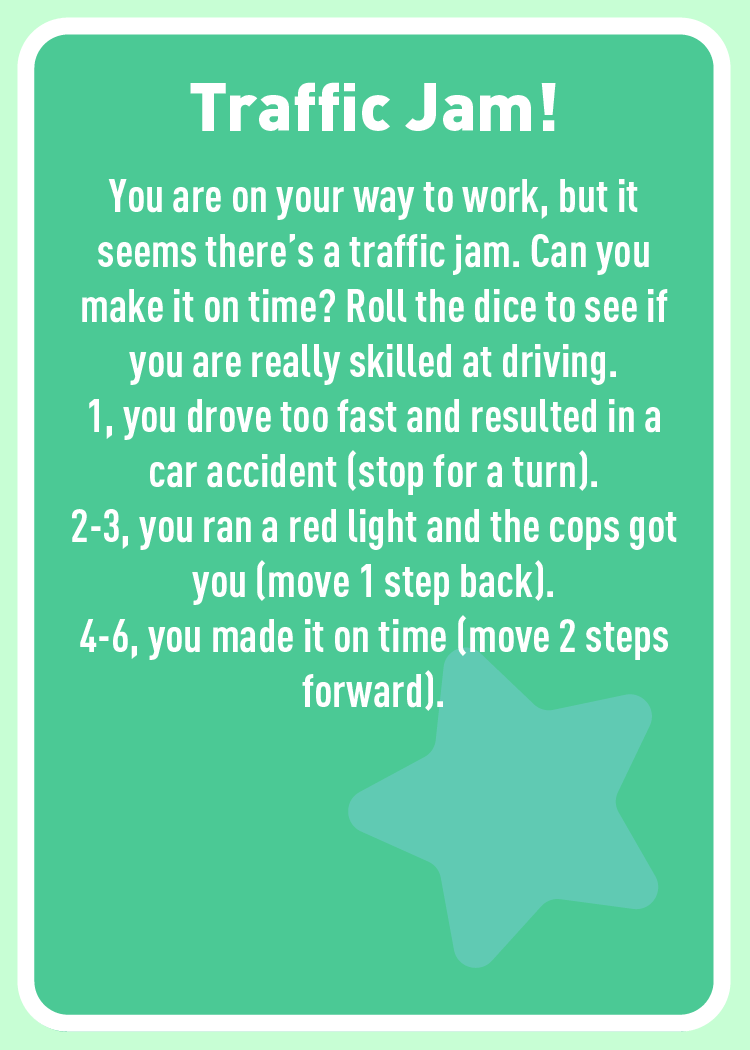 Traffic Jam!
You are on your way to work, but it
seems there’s a traffic jam. Can you
make it on time? Roll the dice to see if
you are really skilled at driving.
1, you drove too fast and resulted in a
car accident (stop for a turn).
2-3, you ran a red light and the cops got
you (move 1 step back).
4-6, you made it on time (move 2 steps
forward).